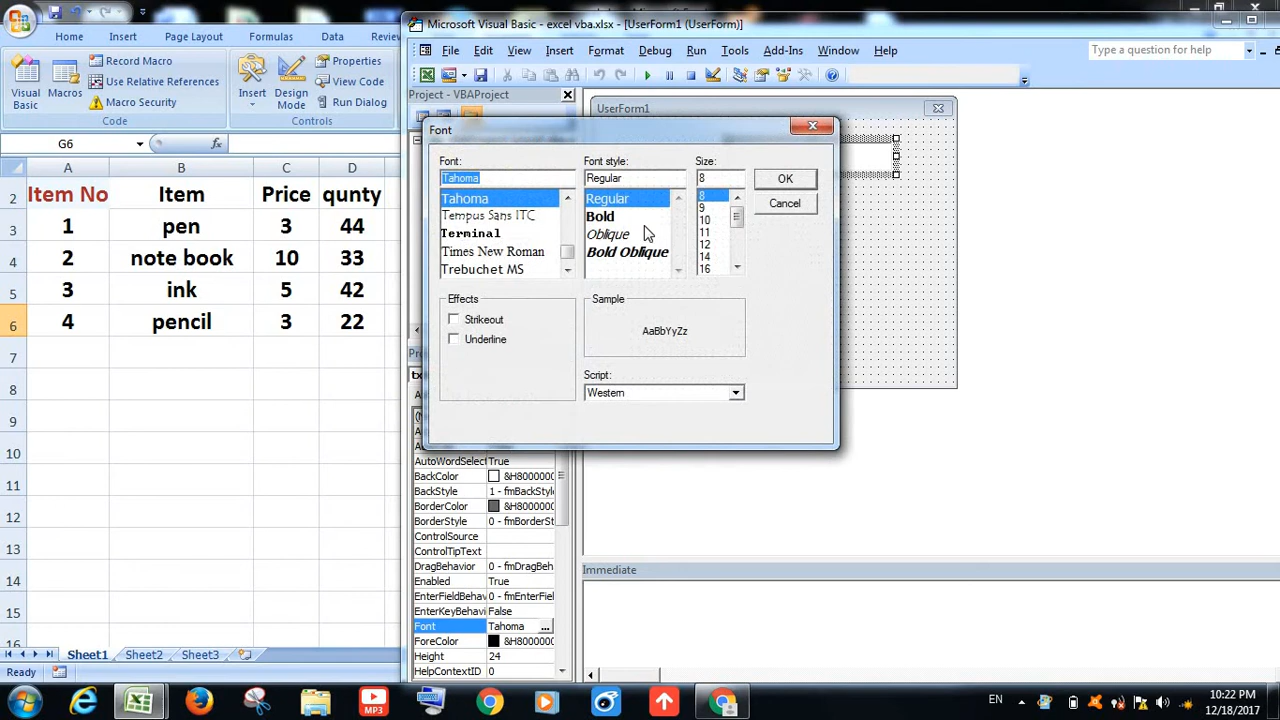 Microsoft Visual Basic - excel vba.xlsx - [UserForm1 (UserForm)]
Home Insert Page Layout Formulas Data Review
File Edit View Insert Format Debug Run Tools Add-Ins Window Help
Type a question for help
Visual Basic
Macros
Record Macro
Use Relative References
Macro Security
Code
Insert
Design Mode
Properties
View Code
Run Dialog
Controls
Project - VBAProject
UserForm1
G6
fx
A B C D
2 Item No Item Price qunty
3 1 pen 3 44
4 2 note book 10 33
5 3 ink 5 42
6 4 pencil 3 22
7
8
9
10
11
12
13
14
15
16
Font
Font: Font style: Size:
Tahoma Regular 8
OK
Cancel
Tahoma
Tempus Sans ITC
Terminal
Times New Roman
Trebuchet MS
Regular
Bold
Oblique
Bold Oblique
8
9
10
11
12
14
16
Effects
Strikeout
Underline
Sample
AaBbYyZz
Script:
Western
AutoWordSelect True
BackColor &H8000000
BackStyle 1 - fmBackStyle
BorderColor &H8000000
BorderStyle 0 - fmBorderSt
ControlSource
ControlTipText
DragBehavior 0 - fmDragBeh
Enabled True
EnterFieldBehav 0 - fmEnterFiel
EnterKeyBehavi False
Font Tahoma ...
ForeColor &H8000000
Height 24
HelpContextID 0
Immediate
Sheet1 Sheet2 Sheet3
Ready
MP3
EN
10:22 PM
12/18/2017